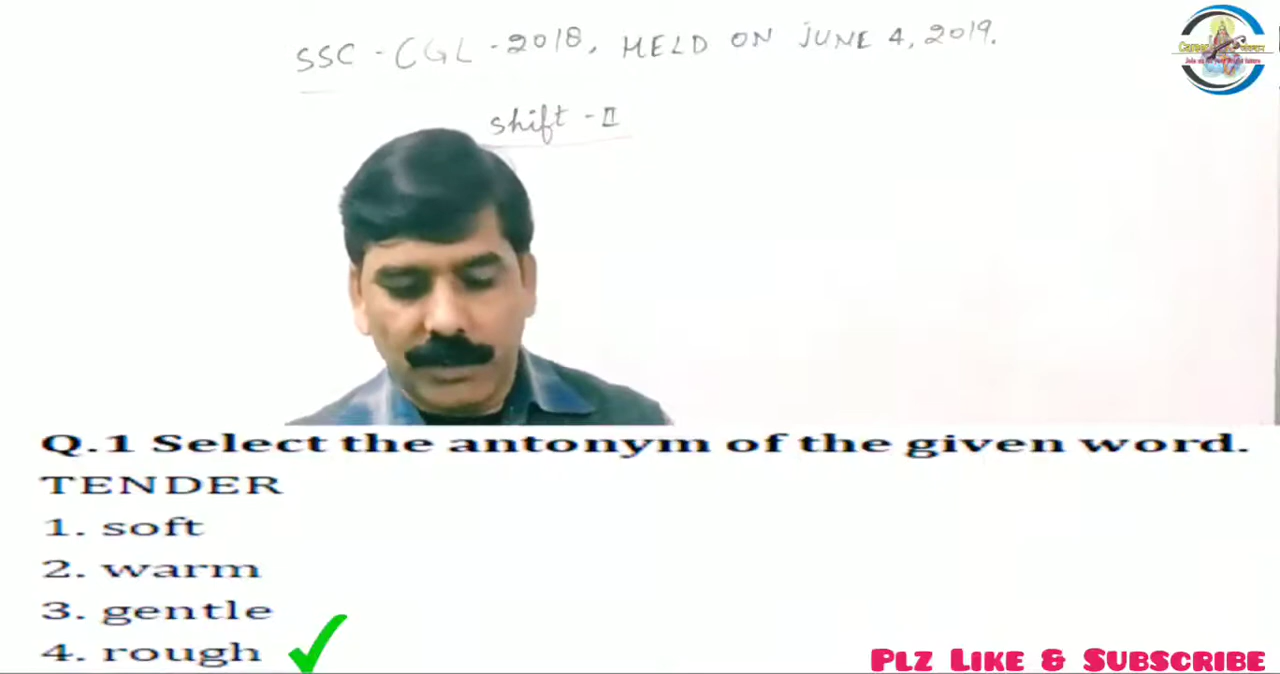 SSC - CGL - 2018, HELD ON JUNE 4, 2019.
Shift - II
Career
Q.1 Select the antonym of the given word.
TENDER
1. soft
2. warm
3. gentle
4. rough
PLZ LIKE & SUBSCRIBE